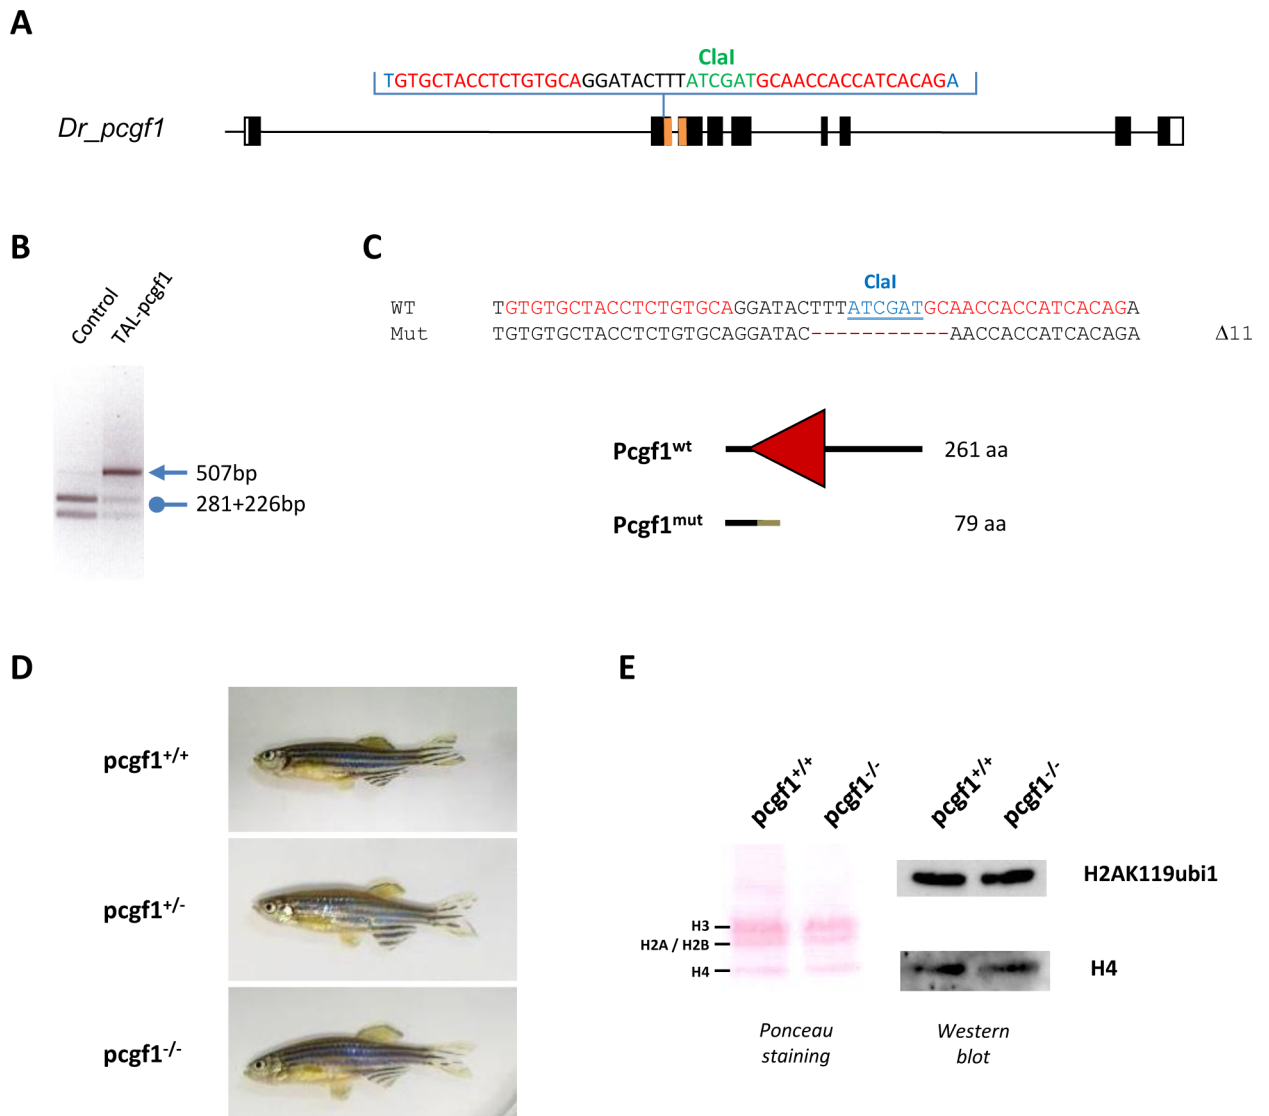 A
ClaI
TGTGCTACCTCTGTGCAGGATACTTTATCGATGCAACCACCATCACAGA
Dr_pcgf1
B
Control
TAL-pcgf1
507bp
281+226bp
C
ClaI
WT TGTGTGCTACCTCTGTGCAGGATACTTTATCGATGCAACCACCATCACAGA
Mut TGTGTGCTACCTCTGTGCAGGATAC-----------AACCACCATCACAGA Δ11
Pcgf1wt 261 aa
Pcgf1mut 79 aa
D
pcgf1+/+
pcgf1+/-
pcgf1-/-
E
pcgf1+/+ pcgf1-/- pcgf1+/+ pcgf1-/-
H2AK119ubi1
H3
H2A / H2B
H4
H4
Ponceau staining
Western blot